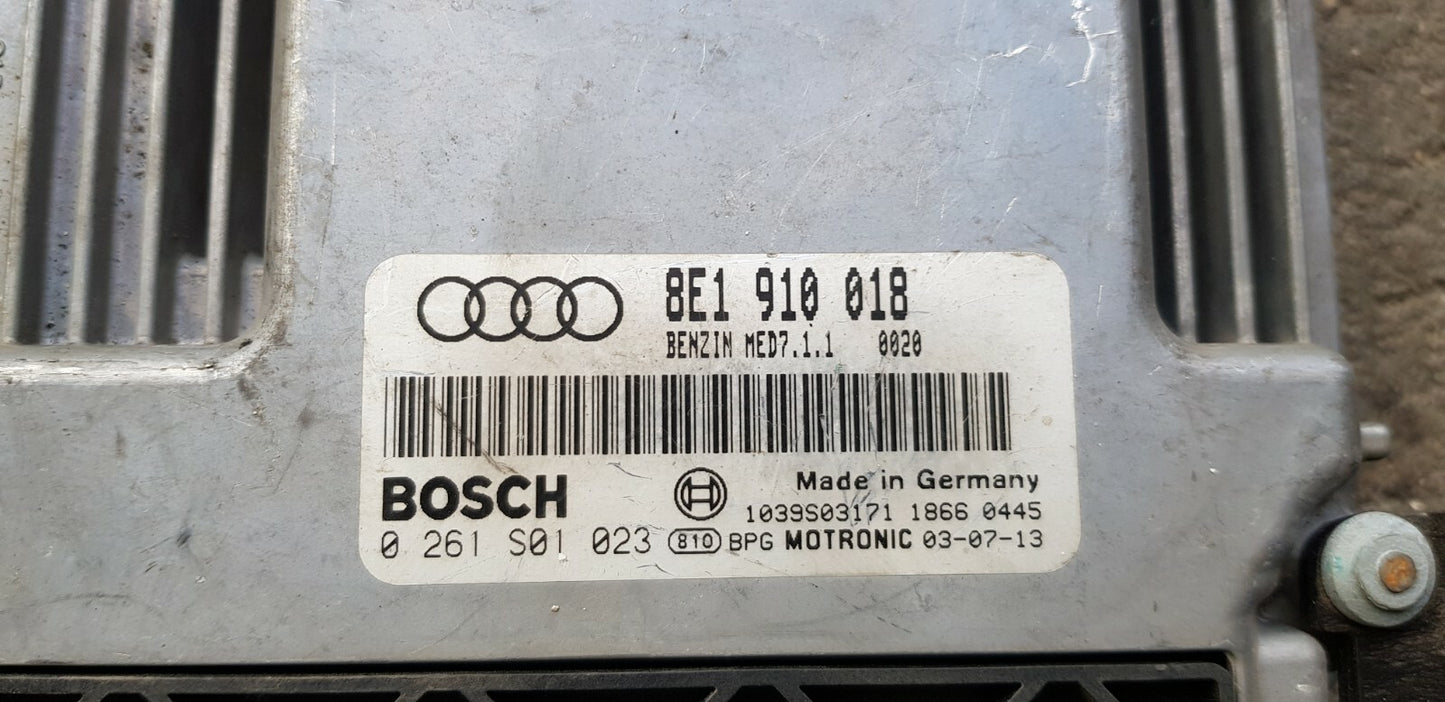 8E1 910 018
BENZIN MED7.1.1 0020
BOSCH
Made in Germany
1039S03171 1866 0445
0 261 S01 023 810 BPG MOTRONIC 03-07-13